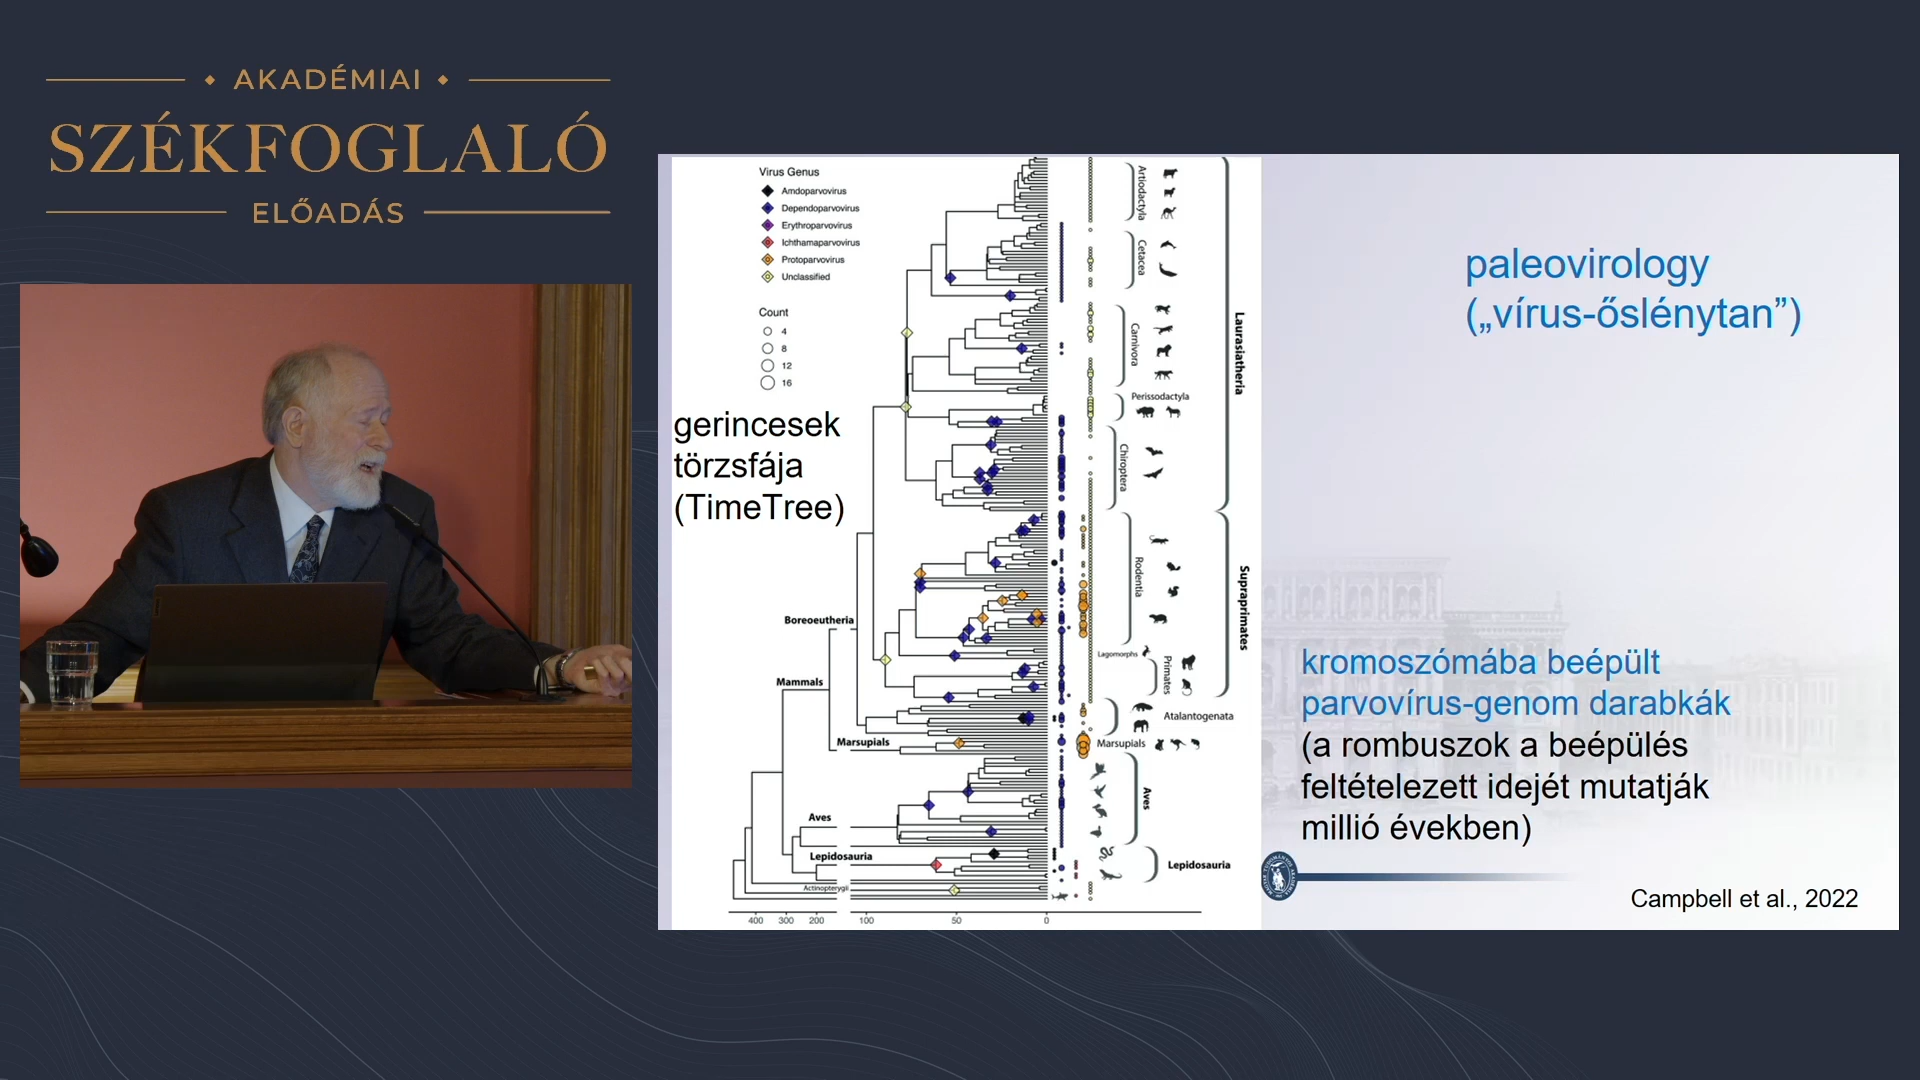 AKADÉMIAI
SZÉKFOGLALÓ
ELŐADÁS
Virus Genus
Amdoparvovirus
Dependoparvovirus
Erythroparvovirus
Ichthamaparvovirus
Protoparvovirus
Unclassified
Count
4
8
12
16
gerincesek
törzsfája
(TimeTree)
Boreoeutheria
Mammals
Marsupials
Aves
Lepidosauria
Actinopterygii
400 300 200 100 50 0
Artiodactyla
Cetacea
Carnivora
Perissodactyla
Chiroptera
Rodentia
Lagomorphs
Primates
Atalantogenata
Marsupials
Aves
Lepidosauria
Laurasiatheria
Supraprimates
paleovirology
(„vírus-őslénytan”)
kromoszómába beépült
parvovírus-genom darabkák
(a rombuszok a beépülés
feltételezett idejét mutatják
millió években)
Campbell et al., 2022